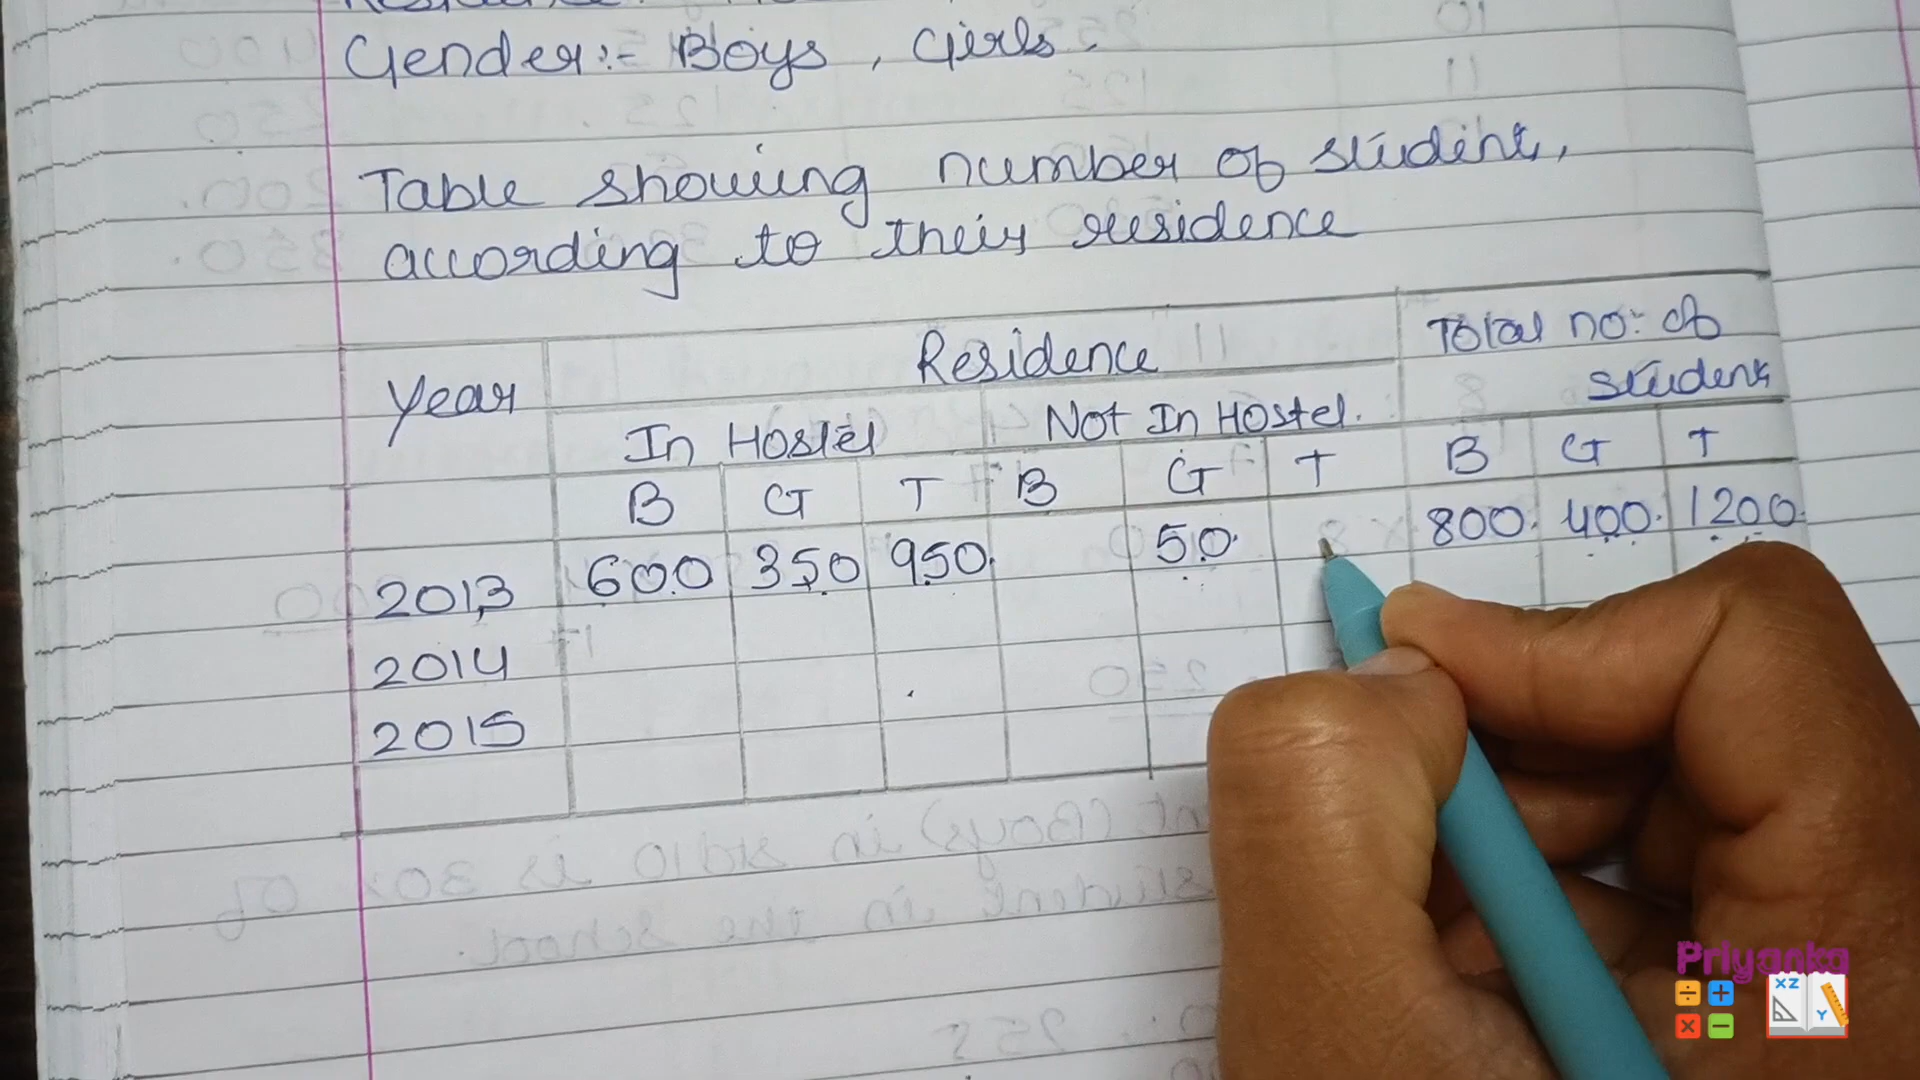 Gender:- Boys, Girls.
Table showing number of student,
according to their residence
Year Residence Total no: of student
In Hostel Not In Hostel.
B G T B G T B G T
2013 600 350 950. 50. 800. 400. 1200.
2014
2015
Priyanka
XZ
Y